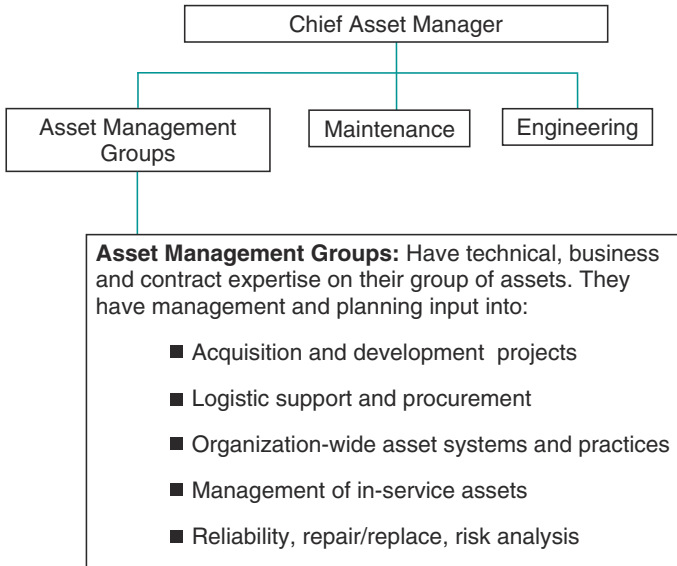 Chief Asset Manager
Asset Management
Groups
Maintenance
Engineering
Asset Management Groups: Have technical, business
and contract expertise on their group of assets. They
have management and planning input into:
■ Acquisition and development projects
■ Logistic support and procurement
■ Organization-wide asset systems and practices
■ Management of in-service assets
■ Reliability, repair/replace, risk analysis